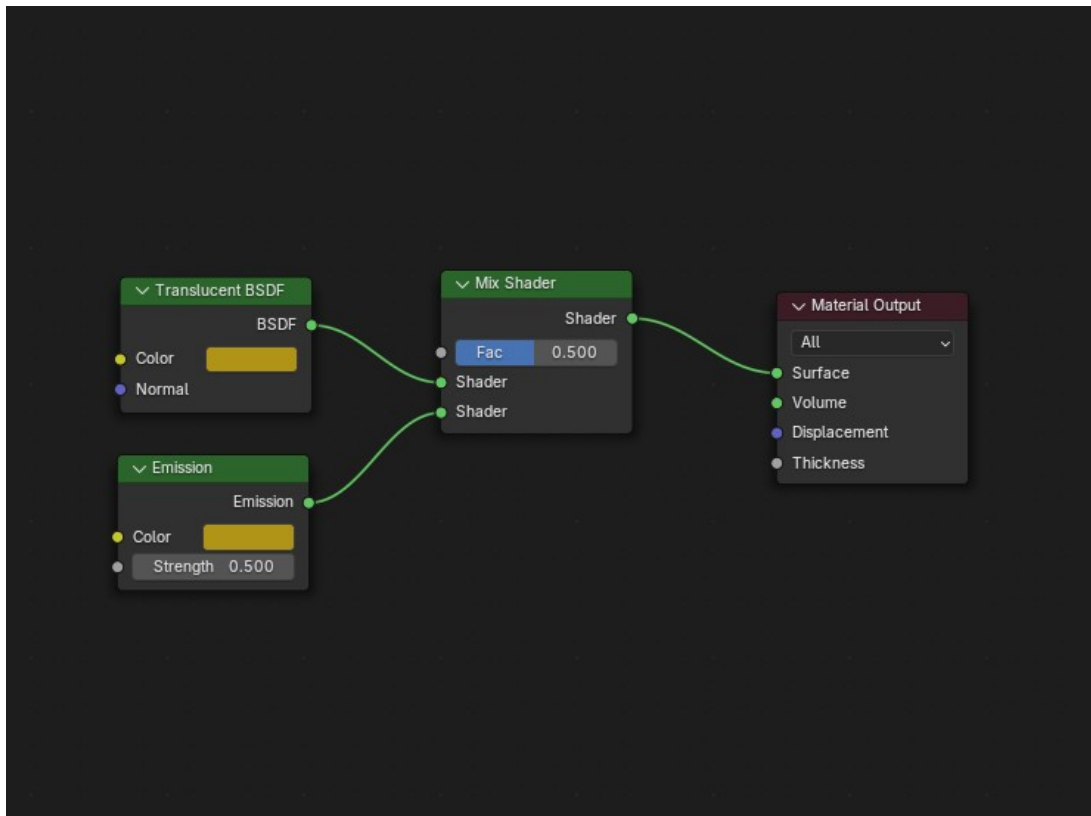 Translucent BSDF
BSDF
Color
Normal
Emission
Emission
Color
Strength 0.500
Mix Shader
Shader
Fac 0.500
Shader
Shader
Material Output
All
Surface
Volume
Displacement
Thickness